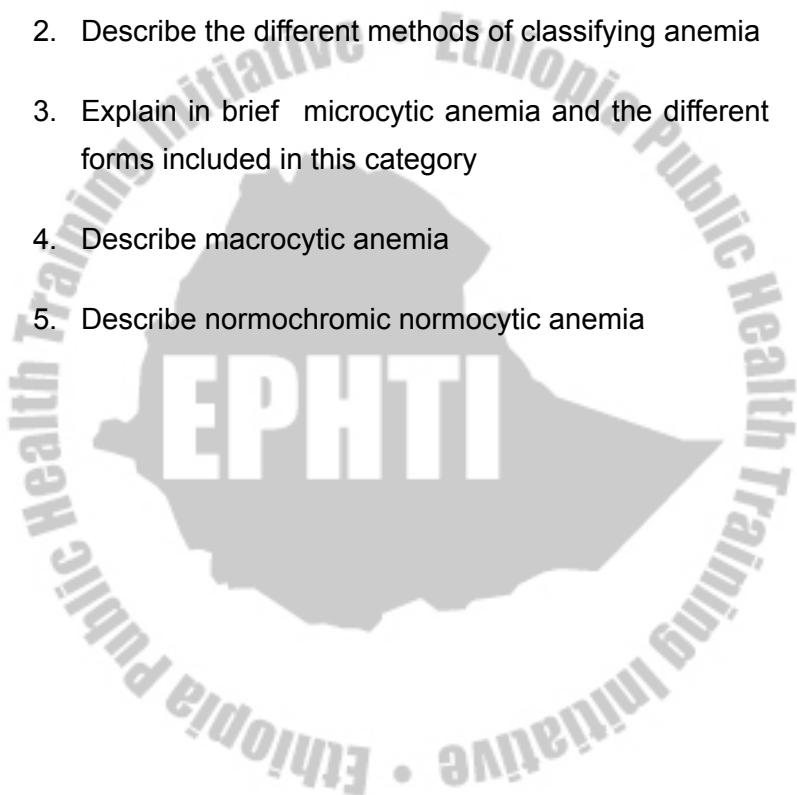 2. Describe the different methods of classifying anemia
3. Explain in brief microcytic anemia and the different
forms included in this category
4. Describe macrocytic anemia
5. Describe normochromic normocytic anemia
EPHTI
Ethiopia Public Health Training Initiative • Ethiopia Public Health Training Initiative •